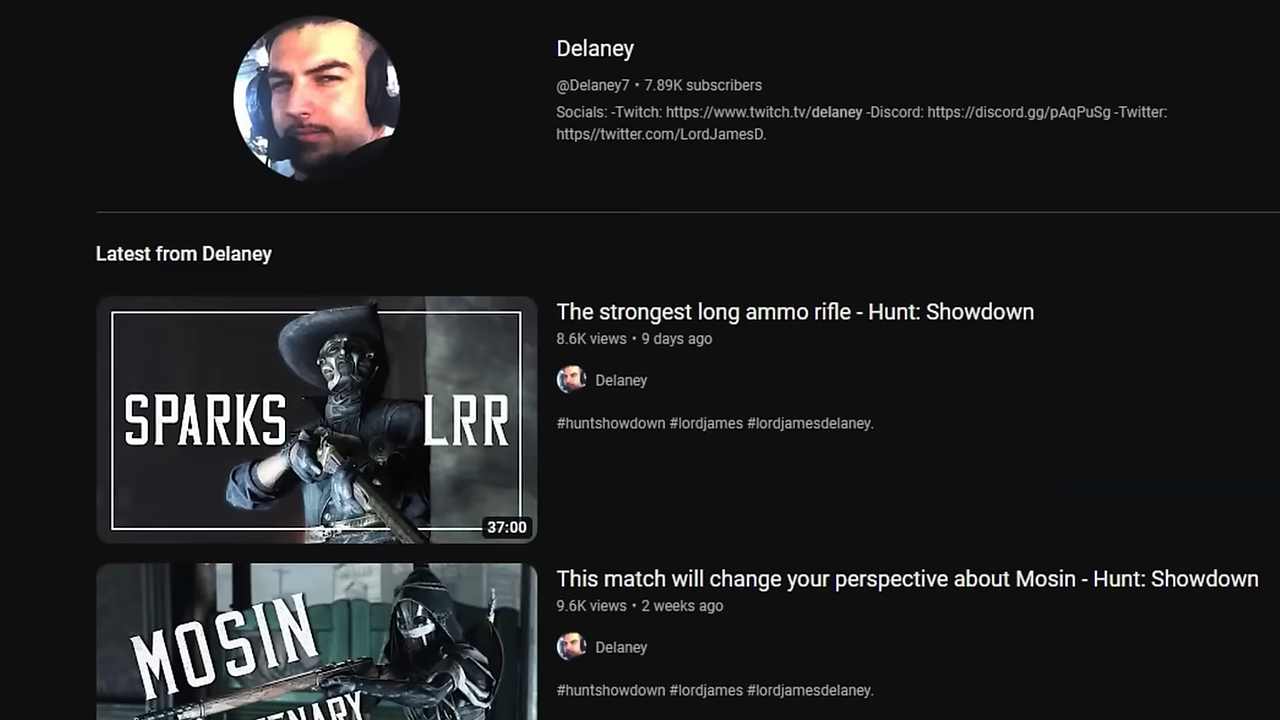 Delaney
@Delaney7 • 7.89K subscribers
Socials: -Twitch: https://www.twitch.tv/delaney -Discord: https://discord.gg/pAqPuSg -Twitter:
https//twitter.com/LordJamesD.
Latest from Delaney
SPARKS LRR
37:00
The strongest long ammo rifle - Hunt: Showdown
8.6K views • 9 days ago
Delaney
#huntshowdown #lordjames #lordjamesdelaney.
MOSIN
This match will change your perspective about Mosin - Hunt: Showdown
9.6K views • 2 weeks ago
Delaney
#huntshowdown #lordjames #lordjamesdelaney.